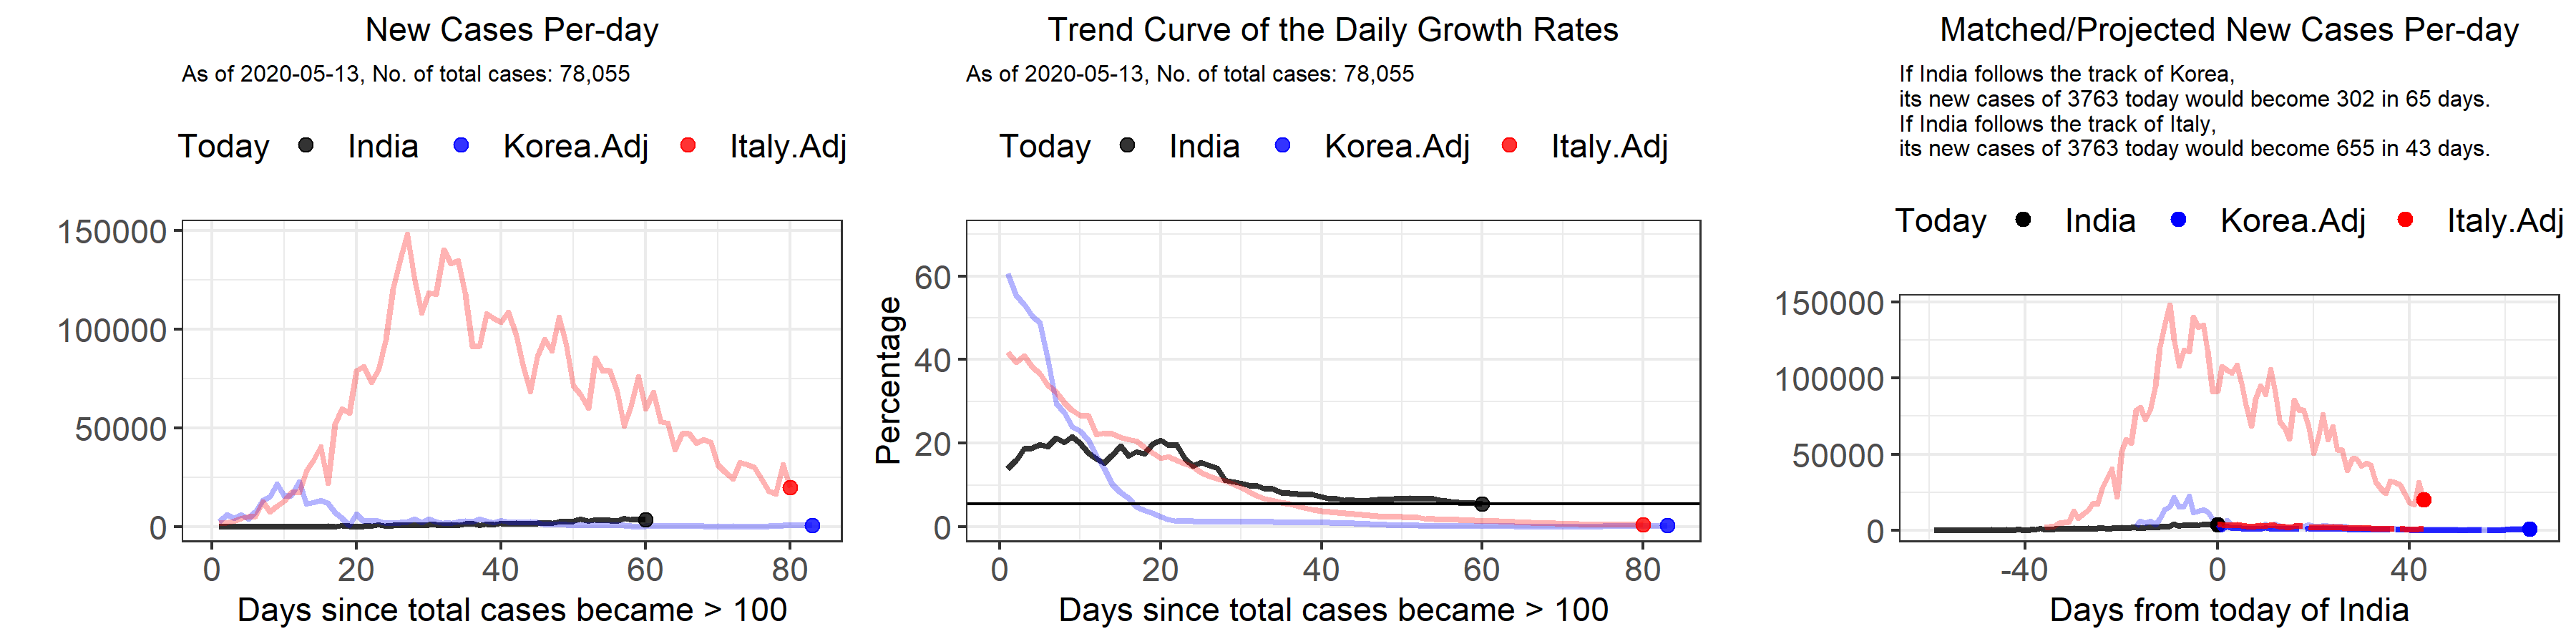 New Cases Per-day
As of 2020-05-13, No. of total cases: 78,055
Today India Korea.Adj Italy.Adj
150000
100000
50000
0
0 20 40 60 80
Days since total cases became > 100
Trend Curve of the Daily Growth Rates
As of 2020-05-13, No. of total cases: 78,055
Today India Korea.Adj Italy.Adj
Percentage
60
40
20
0
0 20 40 60 80
Days since total cases became > 100
Matched/Projected New Cases Per-day
If India follows the track of Korea,
its new cases of 3763 today would become 302 in 65 days.
If India follows the track of Italy,
its new cases of 3763 today would become 655 in 43 days.
Today India Korea.Adj Italy.Adj
150000
100000
50000
0
-40 0 40
Days from today of India